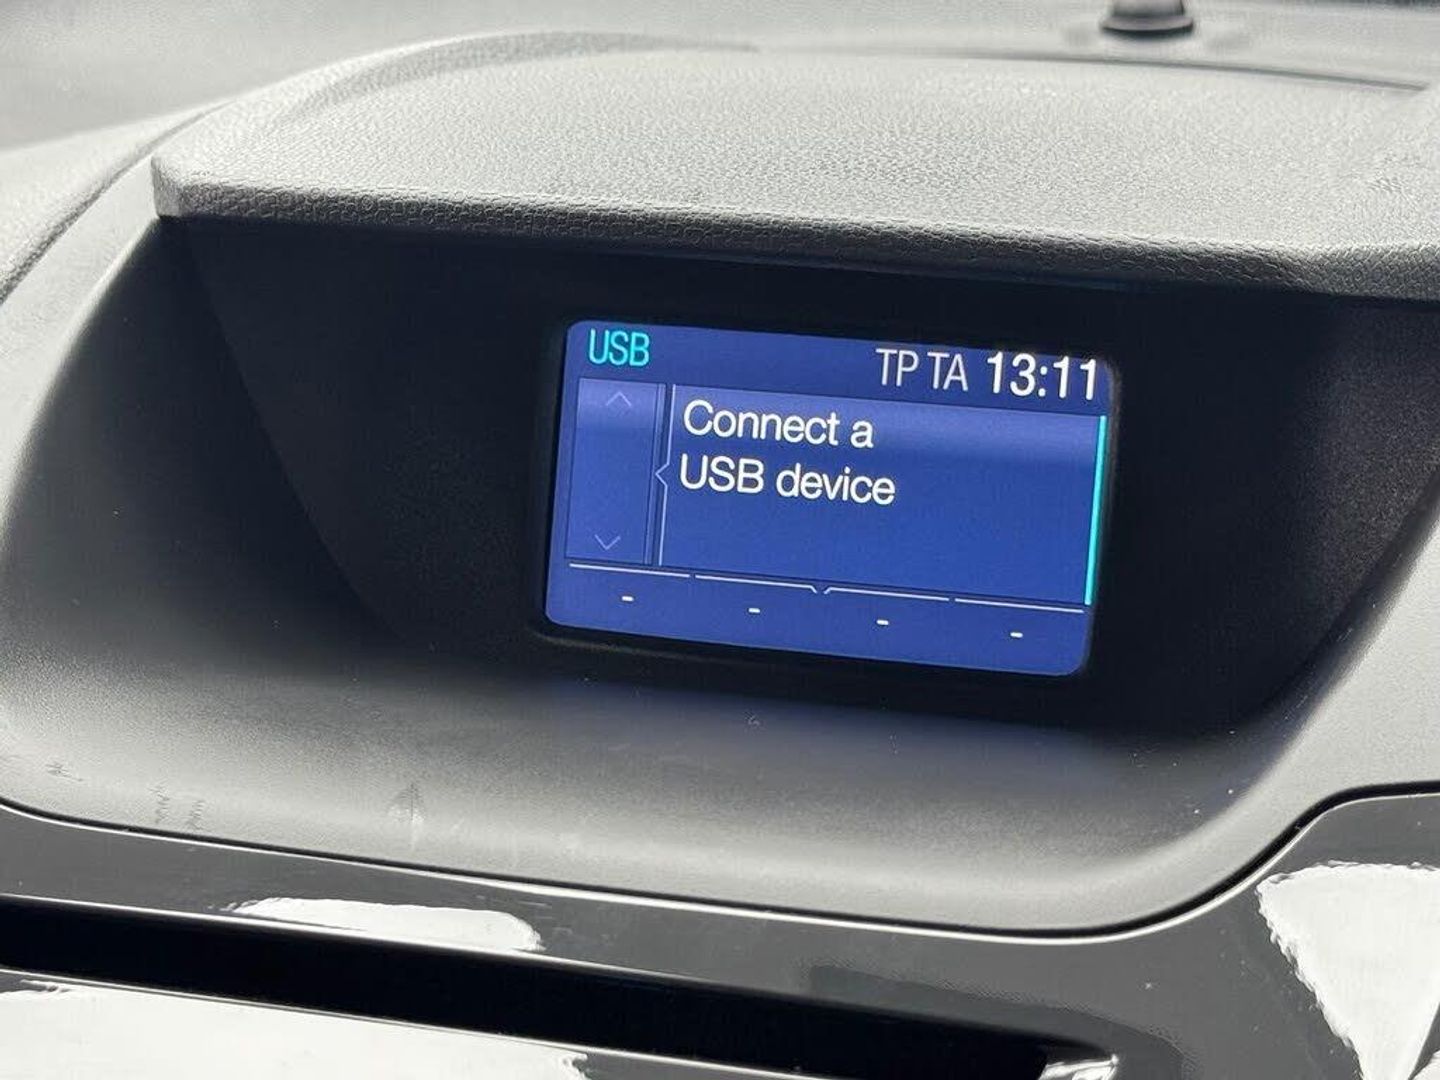 USB TP TA 13:11
Connect a
USB device
- - - -